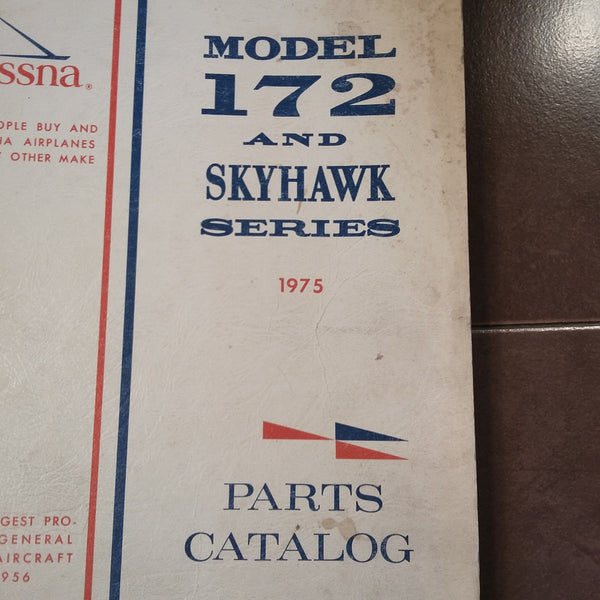 ssna®
OPLE BUY AND
NA AIRPLANES
OTHER MAKE
MODEL
172
AND
SKYHAWK
SERIES
1975
PARTS
CATALOG
GEST PRO-
GENERAL
AIRCRAFT
956